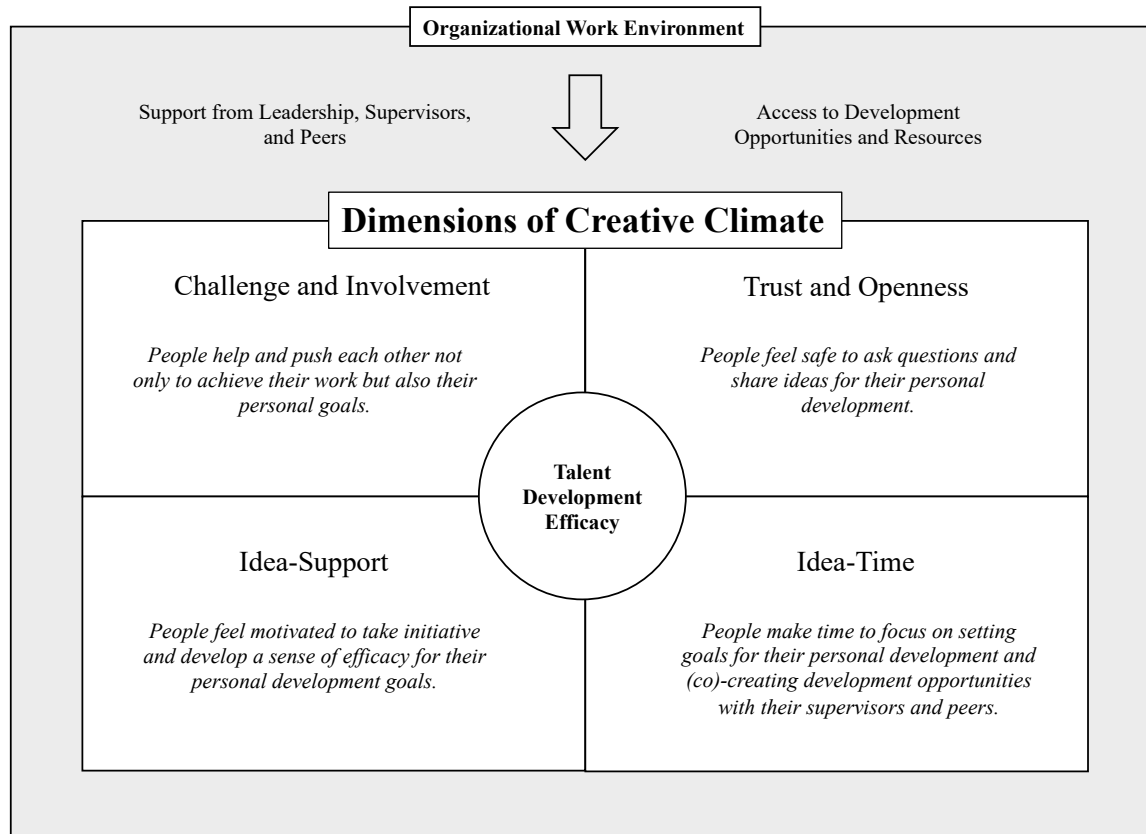 Organizational Work Environment
Support from Leadership, Supervisors,
and Peers
Access to Development
Opportunities and Resources
Dimensions of Creative Climate
Challenge and Involvement
People help and push each other not
only to achieve their work but also their
personal goals.
Trust and Openness
People feel safe to ask questions and
share ideas for their personal
development.
Talent
Development
Efficacy
Idea-Support
People feel motivated to take initiative
and develop a sense of efficacy for their
personal development goals.
Idea-Time
People make time to focus on setting
goals for their personal development and
(co)-creating development opportunities
with their supervisors and peers.